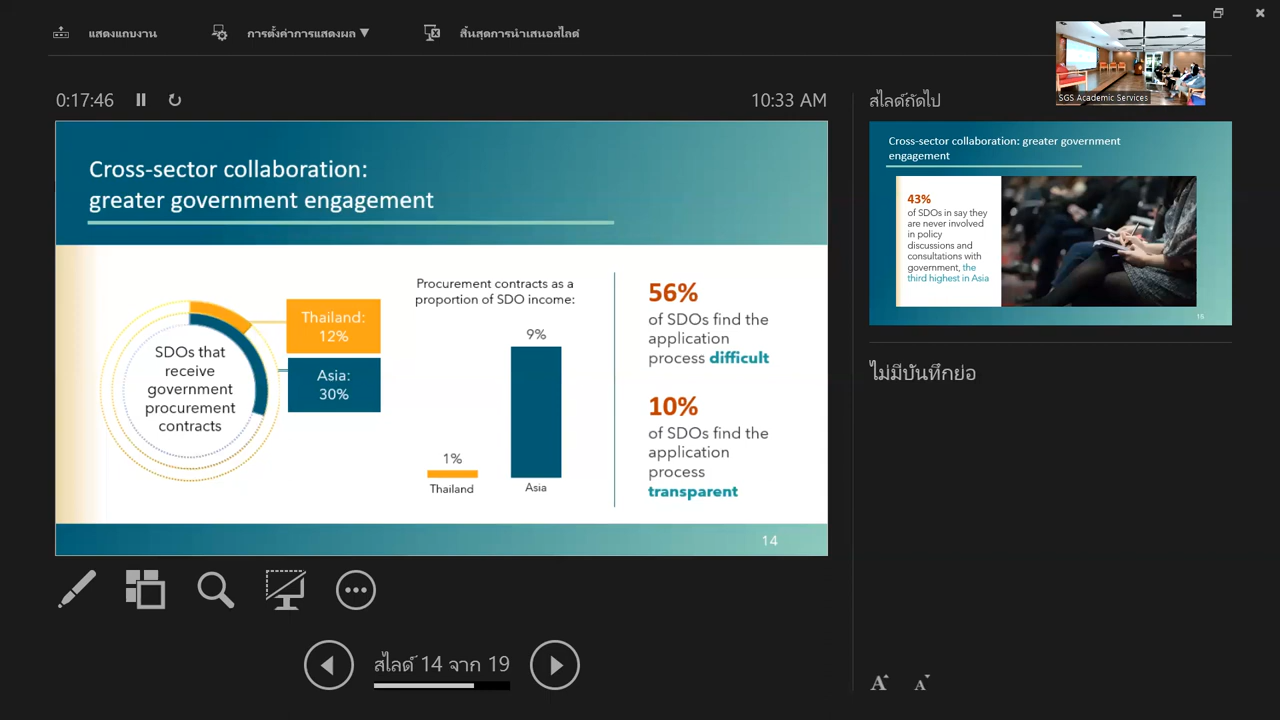 แสดงแถบงาน
การตั้งค่าการแสดงผล ▼
สิ้นสุดการนำเสนอสไลด์
SGS Academic Services
0:17:46
10:33 AM
Cross-sector collaboration:
greater government engagement
SDOs that
receive
government
procurement
contracts
Thailand:
12%
Asia:
30%
Procurement contracts as a
proportion of SDO income:
1%
Thailand
9%
Asia
56%
of SDOs find the
application
process difficult
10%
of SDOs find the
application
process
transparent
14
สไลด์ 14 จาก 19
สไลด์ถัดไป
Cross-sector collaboration: greater government
engagement
43%
of SDOs in say they
are never involved
in policy
discussions and
consultations with
government, the
third highest in Asia
15
ไม่มีบันทึกย่อ
A
A